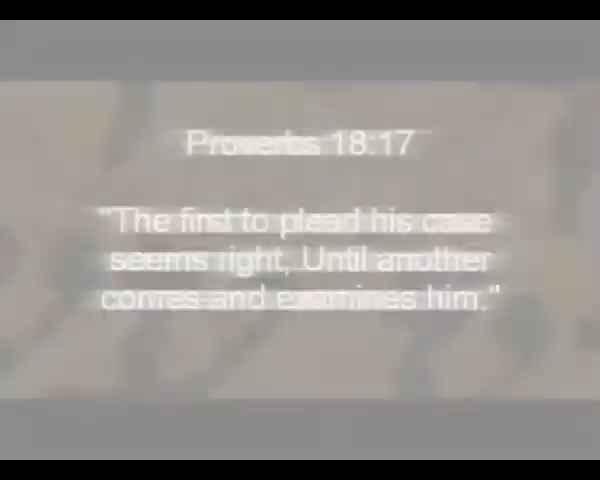 Proverbs 18:17
"The first to plead his case
seems right, Until another
comes and examines him."